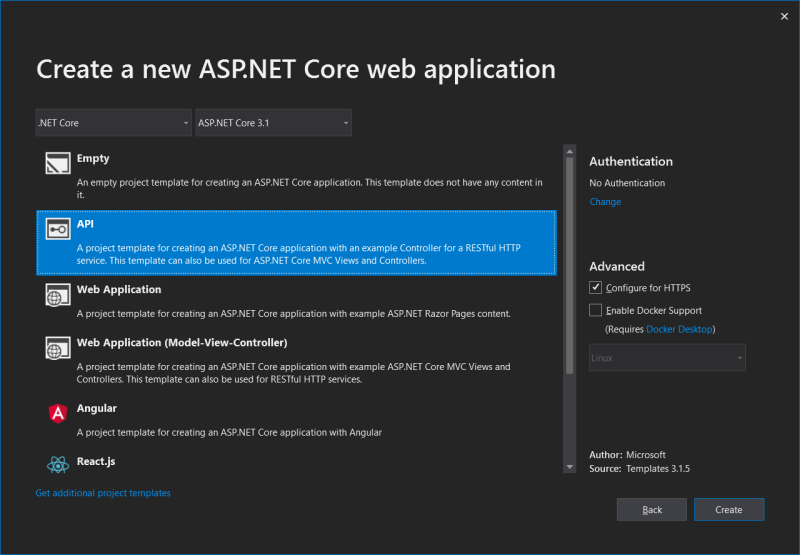 Create a new ASP.NET Core web application
.NET Core
ASP.NET Core 3.1
Empty
An empty project template for creating an ASP.NET Core application. This template does not have any content in
it.
API
A project template for creating an ASP.NET Core application with an example Controller for a RESTful HTTP
service. This template can also be used for ASP.NET Core MVC Views and Controllers.
Web Application
A project template for creating an ASP.NET Core application with example ASP.NET Razor Pages content.
Web Application (Model-View-Controller)
A project template for creating an ASP.NET Core application with example ASP.NET Core MVC Views and
Controllers. This template can also be used for RESTful HTTP services.
Angular
A project template for creating an ASP.NET Core application with Angular
React.js
Get additional project templates
Authentication
No Authentication
Change
Advanced
Configure for HTTPS
Enable Docker Support
(Requires Docker Desktop)
Linux
Author: Microsoft
Source: Templates 3.1.5
Back
Create